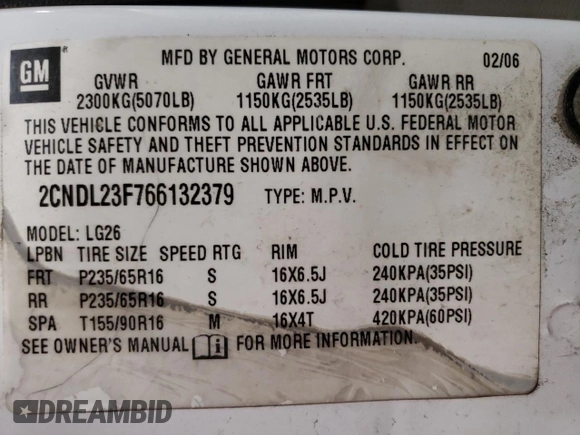 GM ®
MFD BY GENERAL MOTORS CORP. 02/06
GVWR GAWR FRT GAWR RR
2300KG(5070LB) 1150KG(2535LB) 1150KG(2535LB)
THIS VEHICLE CONFORMS TO ALL APPLICABLE U.S. FEDERAL MOTOR
VEHICLE SAFETY AND THEFT PREVENTION STANDARDS IN EFFECT ON
THE DATE OF MANUFACTURE SHOWN ABOVE.
2CNDL23F766132379 TYPE: M.P.V.
MODEL: LG26
LPBN TIRE SIZE SPEED RTG RIM COLD TIRE PRESSURE
FRT P235/65R16 S 16X6.5J 240KPA(35PSI)
RR P235/65R16 S 16X6.5J 240KPA(35PSI)
SPA T155/90R16 M 16X4T 420KPA(60PSI)
SEE OWNER'S MANUAL FOR MORE INFORMATION.
DREAMBID